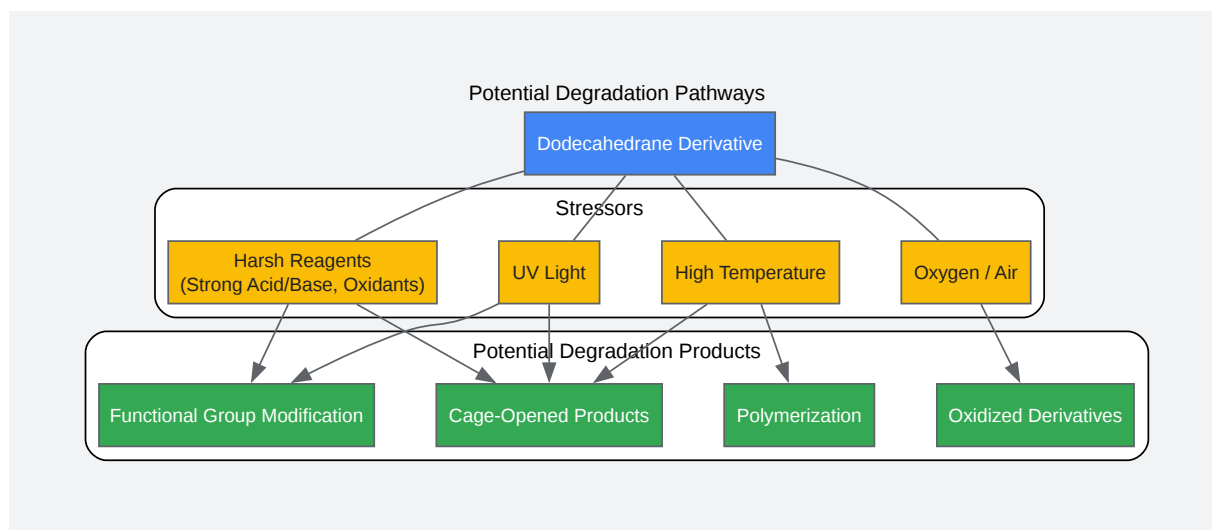 Potential Degradation Pathways
Dodecahedrane Derivative
Stressors
Harsh Reagents
(Strong Acid/Base, Oxidants)
UV Light
High Temperature
Oxygen / Air
Potential Degradation Products
Functional Group Modification
Cage-Opened Products
Polymerization
Oxidized Derivatives